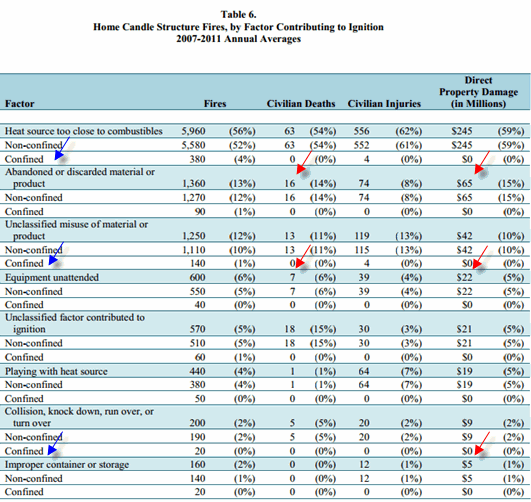 Table 6.
Home Candle Structure Fires, by Factor Contributing to Ignition
2007-2011 Annual Averages
Direct
Property Damage
Factor Fires Civilian Deaths Civilian Injuries (in Millions)
Heat source too close to combustibles 5,960 (56%) 63 (54%) 556 (62%) $245 (59%)
Non-confined 5,580 (52%) 63 (54%) 552 (61%) $245 (59%)
Confined 380 (4%) 0 (0%) 4 (0%) $0 (0%)
Abandoned or discarded material or
product 1,360 (13%) 16 (14%) 74 (8%) $65 (15%)
Non-confined 1,270 (12%) 16 (14%) 74 (8%) $65 (15%)
Confined 90 (1%) 0 (0%) 0 (0%) $0 (0%)
Unclassified misuse of material or
product 1,250 (12%) 13 (11%) 119 (13%) $42 (10%)
Non-confined 1,110 (10%) 13 (11%) 115 (13%) $42 (10%)
Confined 140 (1%) 0 (0%) 4 (0%) $0 (0%)
Equipment unattended 600 (6%) 7 (6%) 39 (4%) $22 (5%)
Non-confined 550 (5%) 7 (6%) 39 (4%) $22 (5%)
Confined 40 (0%) 0 (0%) 0 (0%) $0 (0%)
Unclassified factor contributed to
ignition 570 (5%) 18 (15%) 30 (3%) $21 (5%)
Non-confined 510 (5%) 18 (15%) 30 (3%) $21 (5%)
Confined 60 (1%) 0 (0%) 0 (0%) $0 (0%)
Playing with heat source 440 (4%) 1 (1%) 64 (7%) $19 (5%)
Non-confined 380 (4%) 1 (1%) 64 (7%) $19 (5%)
Confined 50 (0%) 0 (0%) 0 (0%) $0 (0%)
Collision, knock down, run over, or
turn over 200 (2%) 5 (5%) 20 (2%) $9 (2%)
Non-confined 190 (2%) 5 (5%) 20 (2%) $9 (2%)
Confined 20 (0%) 0 (0%) 0 (0%) $0 (0%)
Improper container or storage 160 (2%) 0 (0%) 12 (1%) $5 (1%)
Non-confined 140 (1%) 0 (0%) 12 (1%) $5 (1%)
Confined 20 (0%) 0 (0%) 0 (0%) $0 (0%)